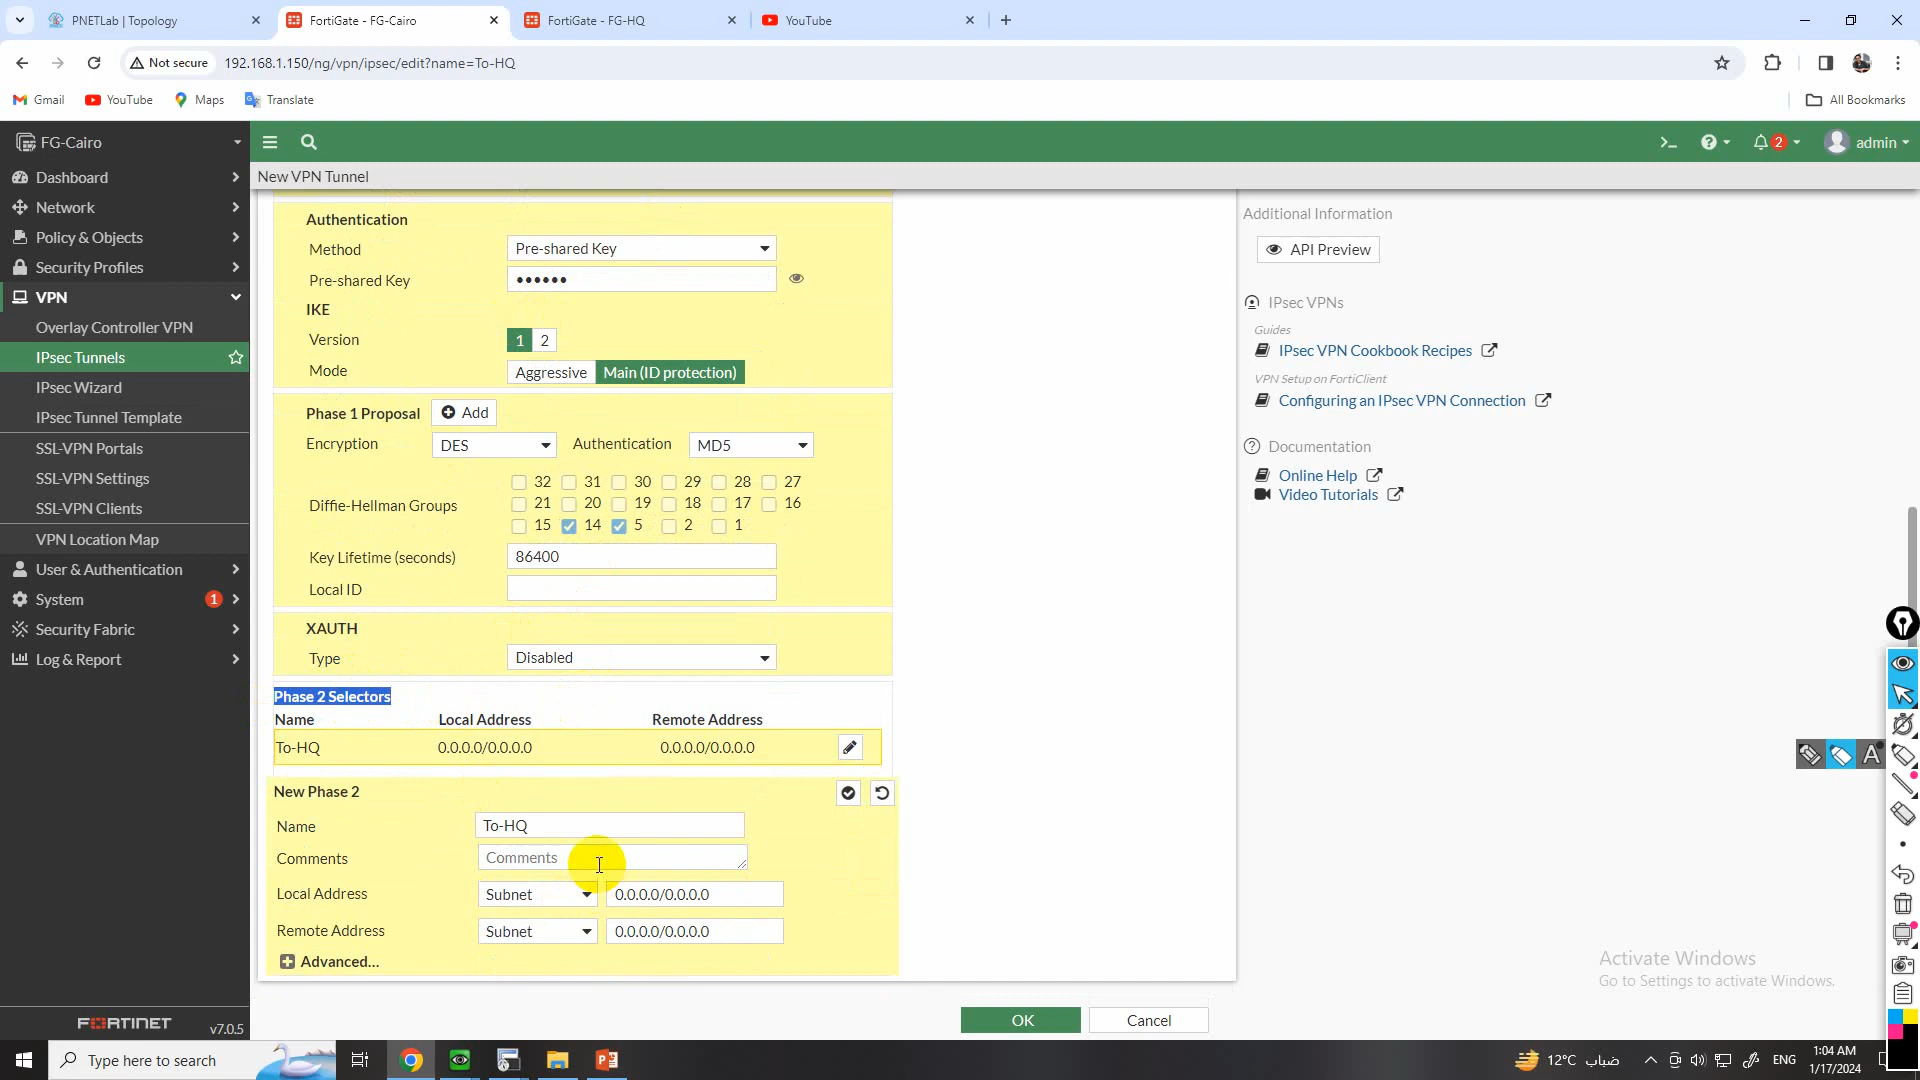 PNETLab | Topology
FortiGate - FG-Cairo
FortiGate - FG-HQ
YouTube
Not secure
192.168.1.150/ng/vpn/ipsec/edit?name=To-HQ
Gmail
YouTube
Maps
Translate
All Bookmarks
FG-Cairo
2
admin
Dashboard
Network
Policy & Objects
Security Profiles
VPN
Overlay Controller VPN
IPsec Tunnels
IPsec Wizard
IPsec Tunnel Template
SSL-VPN Portals
SSL-VPN Settings
SSL-VPN Clients
VPN Location Map
User & Authentication
System 1
Security Fabric
Log & Report
FORTINET v7.0.5
New VPN Tunnel
Authentication
Method Pre-shared Key
Pre-shared Key ••••••
IKE
Version 1 2
Mode Aggressive Main (ID protection)
Phase 1 Proposal Add
Encryption DES Authentication MD5
32 31 30 29 28 27
21 20 19 18 17 16
Diffie-Hellman Groups
15 14 5 2 1
Key Lifetime (seconds) 86400
Local ID
XAUTH
Type Disabled
Phase 2 Selectors
Name Local Address Remote Address
To-HQ 0.0.0.0/0.0.0.0 0.0.0.0/0.0.0.0
New Phase 2
Name To-HQ
Comments Comments
Local Address Subnet 0.0.0.0/0.0.0.0
Remote Address Subnet 0.0.0.0/0.0.0.0
Advanced...
OK Cancel
Additional Information
API Preview
IPsec VPNs
Guides
IPsec VPN Cookbook Recipes
VPN Setup on FortiClient
Configuring an IPsec VPN Connection
Documentation
Online Help
Video Tutorials
A
Activate Windows
Go to Settings to activate Windows.
Type here to search
12°C ضباب
ENG
1:04 AM
1/17/2024